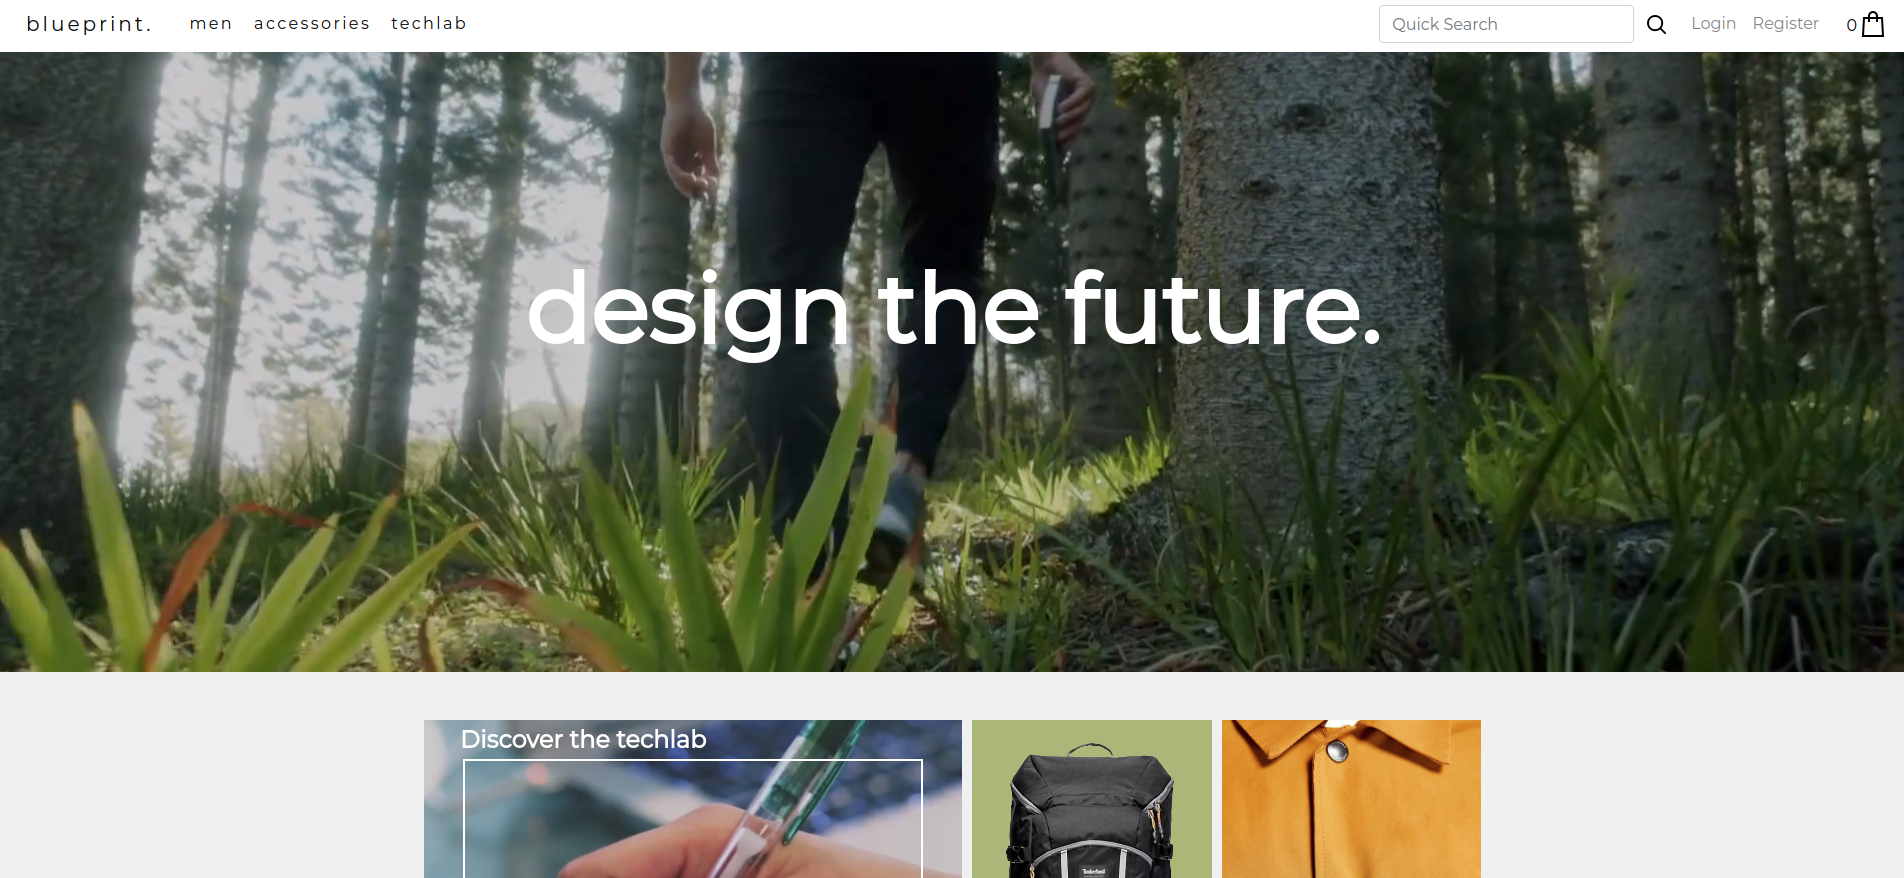 blueprint. men accessories techlab Quick Search Login Register 0
design the future.
Discover the techlab
Timberland